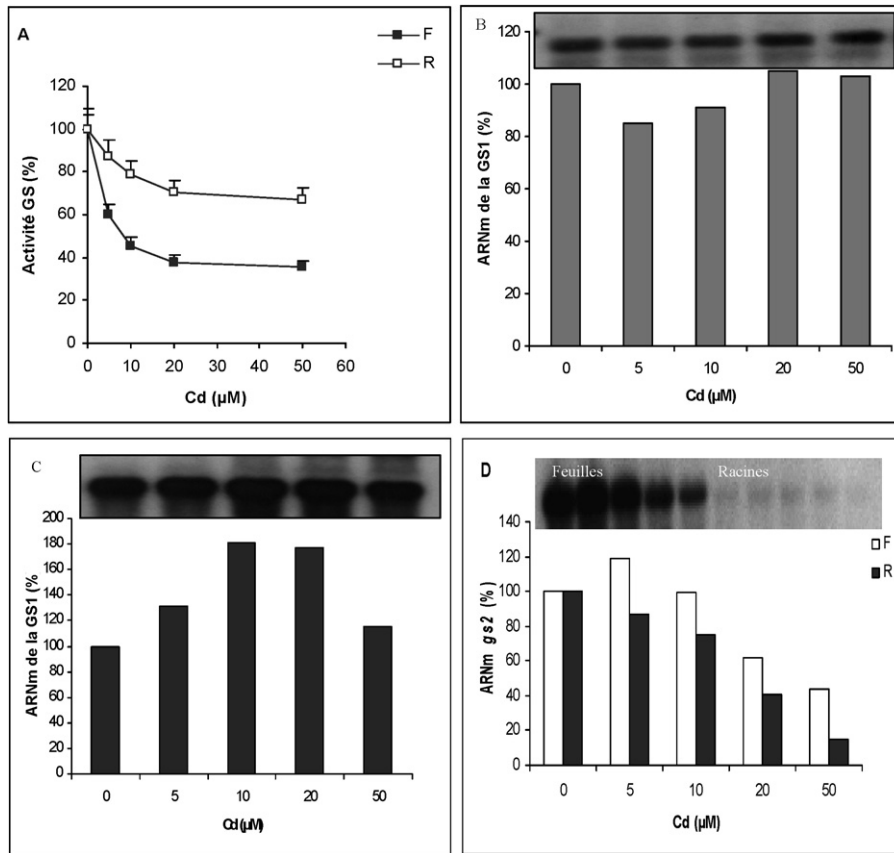 A
F
R
120
100
80
60
40
20
0
Activité GS (%)
0 10 20 30 40 50 60
Cd (µM)
B
120
100
80
60
40
20
0
ARNm de la GS1 (%)
0 5 10 20 50
Cd (µM)
C
200
180
160
140
120
100
80
60
40
20
0
ARNm de la GS1 (%
0 5 10 20 50
Cd (µM)
D
Feuilles Racines
140
120
100
80
60
40
20
0
ARNm gs2 (%)
F
R
0 5 10 20 50
Cd (µM)